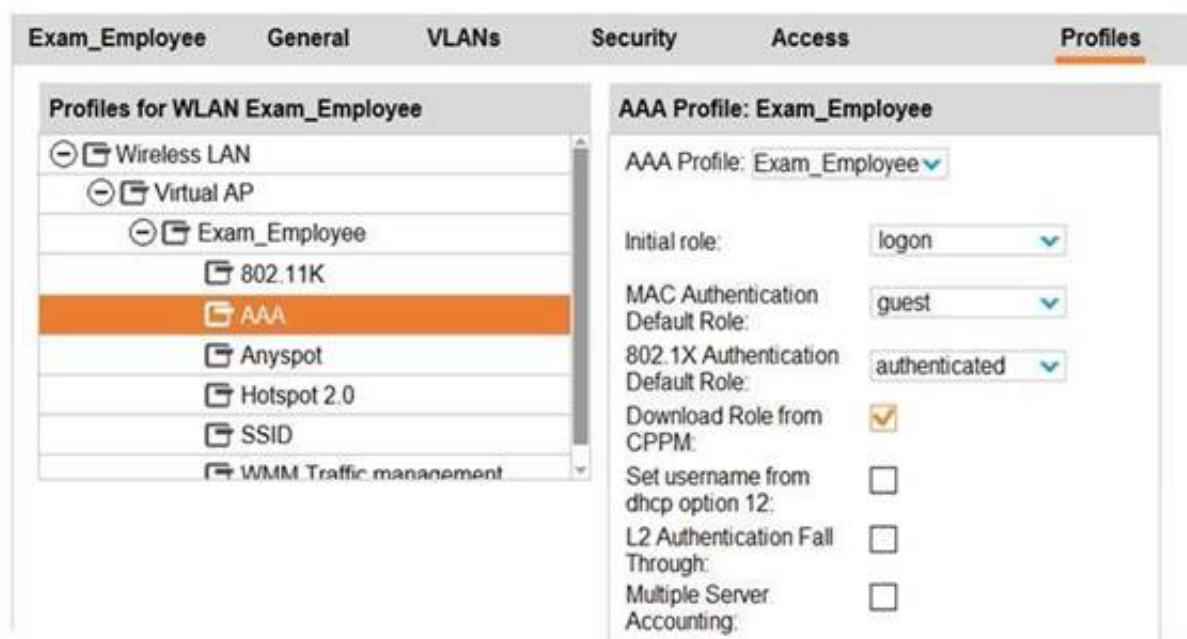 Exam_Employee General VLANs Security Access Profiles
Profiles for WLAN Exam_Employee
Wireless LAN
Virtual AP
Exam_Employee
802.11K
AAA
Anyspot
Hotspot 2.0
SSID
WMM Traffic management
AAA Profile: Exam_Employee
AAA Profile: Exam_Employee
Initial role: logon
MAC Authentication
Default Role: guest
802.1X Authentication
Default Role: authenticated
Download Role from
CPPM:
Set username from
dhcp option 12:
L2 Authentication Fall
Through:
Multiple Server
Accounting: